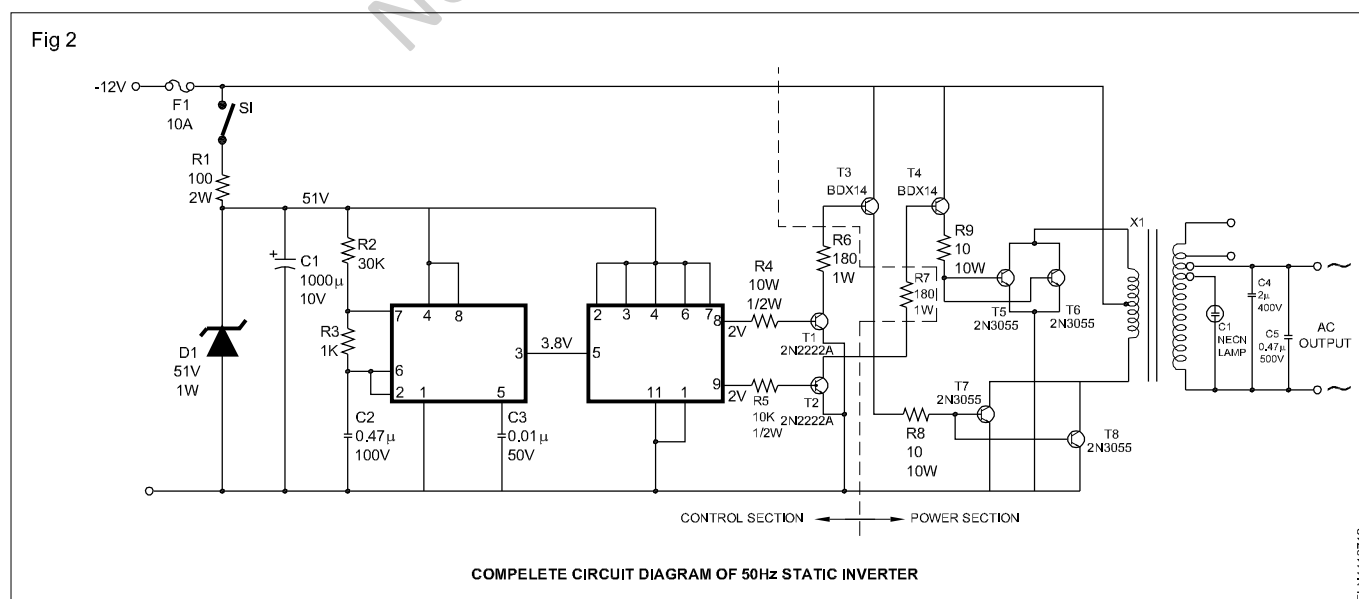 Fig 2
-12V
F1
10A
SI
R1
100
2W
51V
C1
1000µ
10V
R2
30K
R3
1K
D1
51V
1W
C2
0.47µ
100V
7
4
8
6
2
1
5
3
C3
0.01µ
50V
3.8V
2
3
4
6
7
5
8
9
11
1
2V
2V
R4
10W
1/2W
R5
10K
1/2W
T1
2N2222A
T2
2N2222A
R6
180
1W
T3
BDX14
T4
BDX14
R7
180
1W
R9
10
10W
T5
2N3055
T6
2N3055
T7
2N3055
T8
2N3055
R8
10
10W
X1
C1
NECN
LAMP
C4
2µ
400V
C5
0.47µ
500V
AC
OUTPUT
CONTROL SECTION
POWER SECTION
COMPELETE CIRCUIT DIAGRAM OF 50Hz STATIC INVERTER